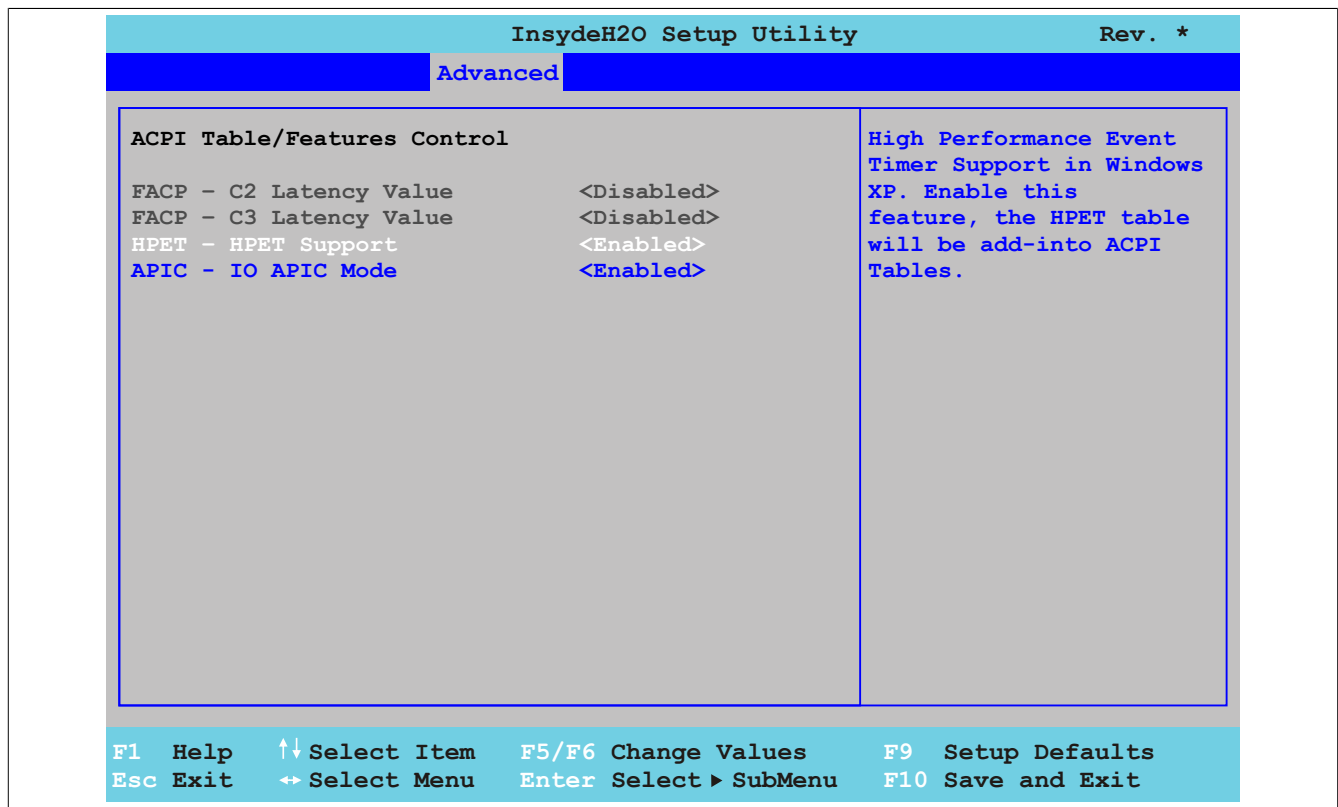 InsydeH2O Setup Utility Rev. *
Advanced
ACPI Table/Features Control
FACP – C2 Latency Value <Disabled>
FACP – C3 Latency Value <Disabled>
HPET – HPET Support <Enabled>
APIC - IO APIC Mode <Enabled>
High Performance Event
Timer Support in Windows
XP. Enable this
feature, the HPET table
will be add-into ACPI
Tables.
F1 Help ↑↓ Select Item F5/F6 Change Values F9 Setup Defaults
Esc Exit ↔ Select Menu Enter Select ▶ SubMenu F10 Save and Exit